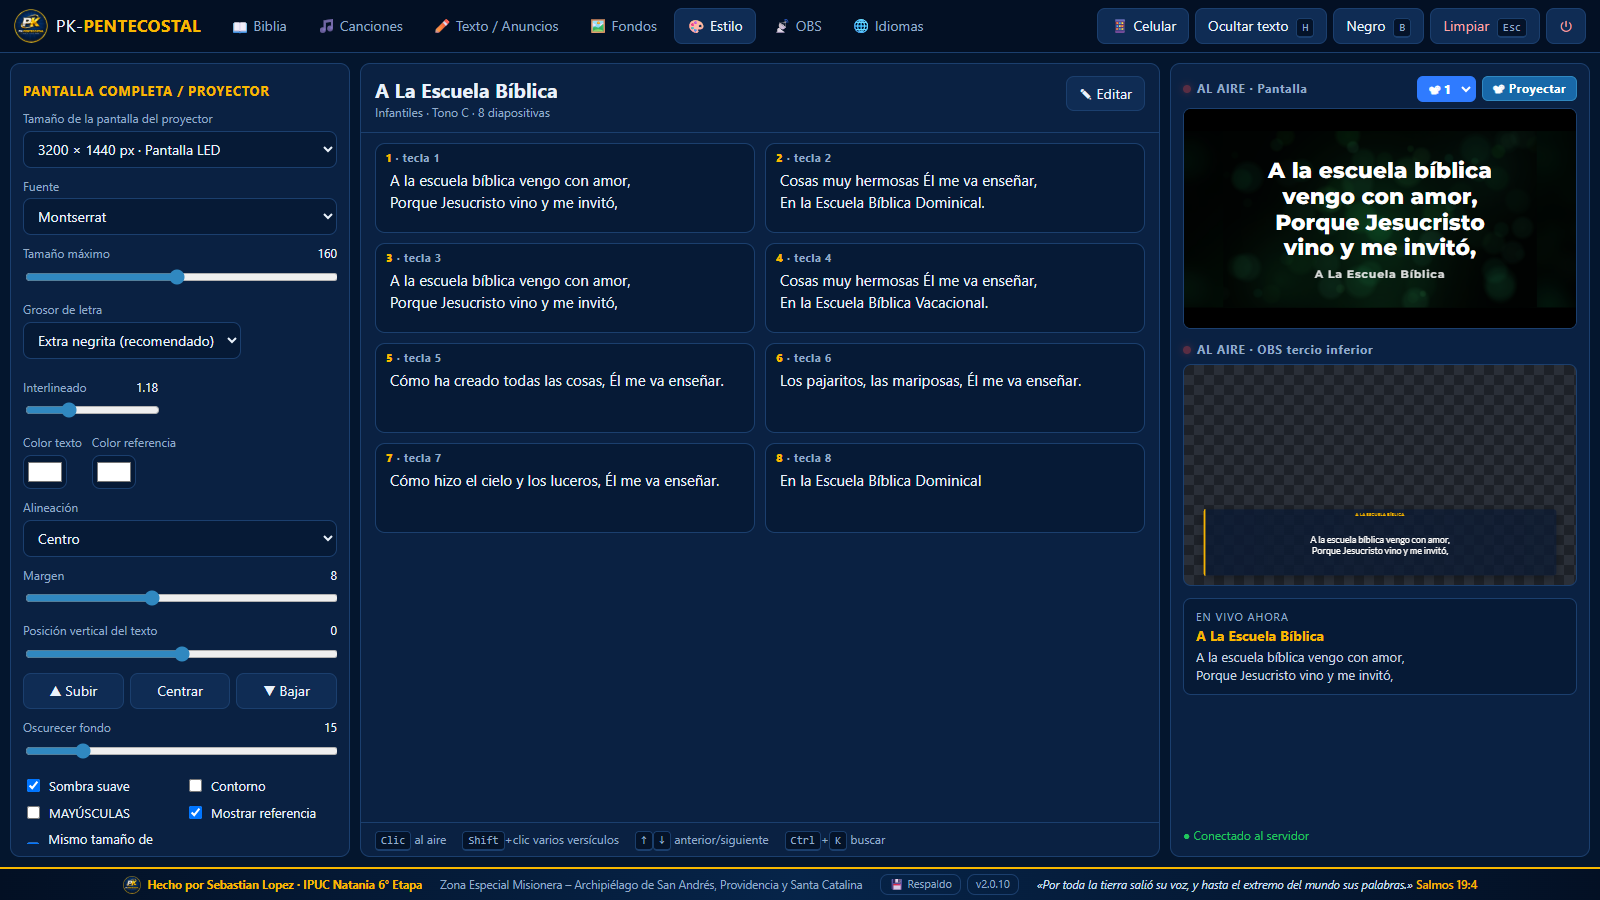 PK-PENTECOSTAL
Biblia
Canciones
Texto / Anuncios
Fondos
Estilo
OBS
Idiomas
Celular
Ocultar texto H
Negro B
Limpiar Esc
PANTALLA COMPLETA / PROYECTOR
Tamaño de la pantalla del proyector
3200 × 1440 px · Pantalla LED
Fuente
Montserrat
Tamaño máximo 160
Grosor de letra
Extra negrita (recomendado)
Interlineado 1.18
Color texto Color referencia
Alineación
Centro
Margen 8
Posición vertical del texto 0
▲ Subir
Centrar
▼ Bajar
Oscurecer fondo 15
Sombra suave
Contorno
MAYÚSCULAS
Mostrar referencia
Mismo tamaño de
A La Escuela Bíblica
Infantiles · Tono C · 8 diapositivas
Editar
1 · tecla 1
A la escuela bíblica vengo con amor,
Porque Jesucristo vino y me invitó,
2 · tecla 2
Cosas muy hermosas Él me va enseñar,
En la Escuela Bíblica Dominical.
3 · tecla 3
A la escuela bíblica vengo con amor,
Porque Jesucristo vino y me invitó,
4 · tecla 4
Cosas muy hermosas Él me va enseñar,
En la Escuela Bíblica Vacacional.
5 · tecla 5
Cómo ha creado todas las cosas, Él me va enseñar.
6 · tecla 6
Los pajaritos, las mariposas, Él me va enseñar.
7 · tecla 7
Cómo hizo el cielo y los luceros, Él me va enseñar.
8 · tecla 8
En la Escuela Bíblica Dominical
Clic al aire Shift+clic varios versículos ↑ ↓ anterior/siguiente Ctrl+K buscar
AL AIRE · Pantalla
1
Proyectar
A la escuela bíblica
vengo con amor,
Porque Jesucristo
vino y me invitó,
A La Escuela Bíblica
AL AIRE · OBS tercio inferior
A LA ESCUELA BÍBLICA
A la escuela bíblica vengo con amor,
Porque Jesucristo vino y me invitó,
EN VIVO AHORA
A La Escuela Bíblica
A la escuela bíblica vengo con amor,
Porque Jesucristo vino y me invitó,
● Conectado al servidor
Hecho por Sebastian Lopez · IPUC Natania 6° Etapa
Zona Especial Misionera – Archipiélago de San Andrés, Providencia y Santa Catalina
Respaldo
v2.0.10
«Por toda la tierra salió su voz, y hasta el extremo del mundo sus palabras.» Salmos 19:4